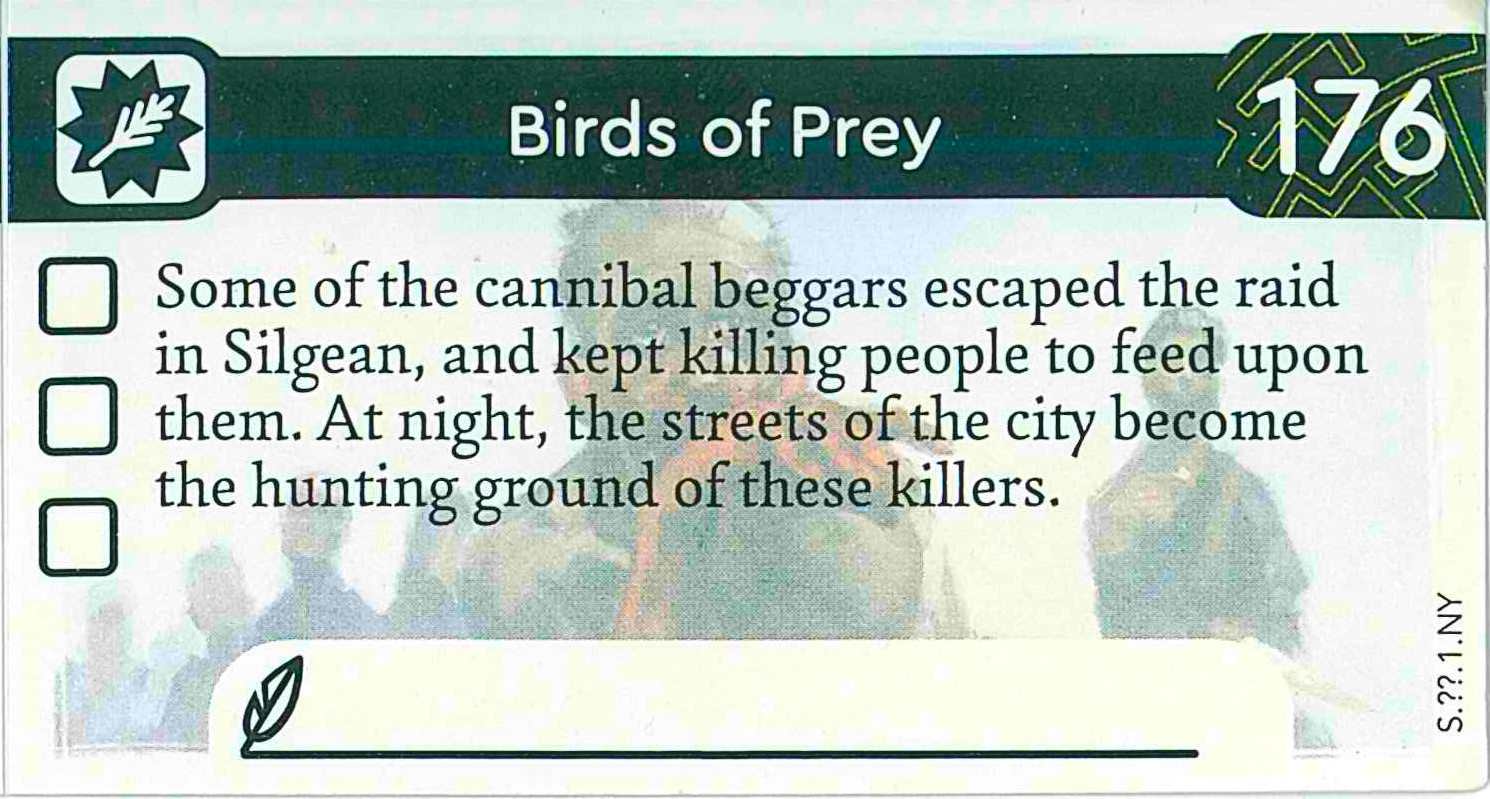 Birds of Prey
176
Some of the cannibal beggars escaped the raid
in Silgean, and kept killing people to feed upon
them. At night, the streets of the city become
the hunting ground of these killers.
S.??.1.NY